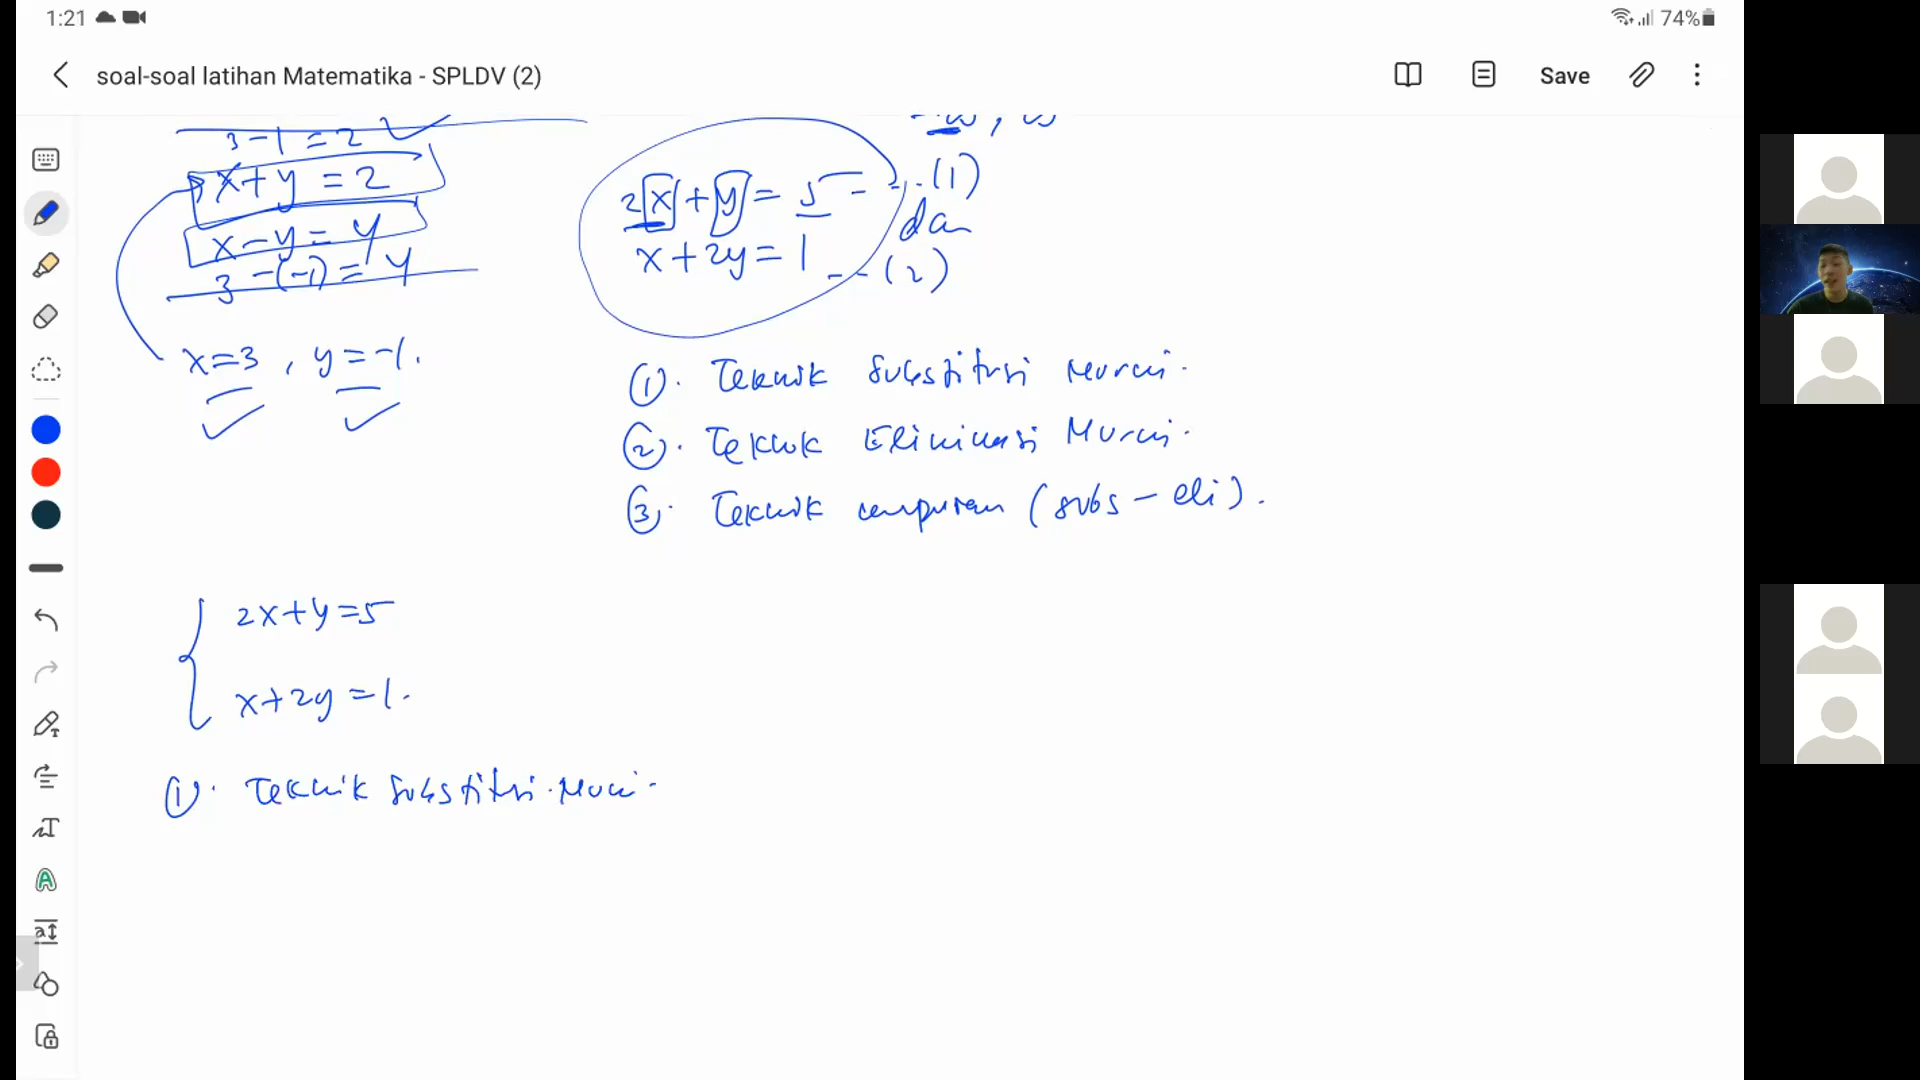 1:21 74%
soal-soal latihan Matematika - SPLDV (2)
Save
3-1=2
x+y=2
x-y=4
3-(-1)=4
x=3, y=-1.
2x+y=5 --..(1)
dan
x+2y=1 --(2)
(1). Teknik Substitusi Murni.
(2). Teknik Eliminasi Murni.
(3). Teknik campuran (subs-eli).
2x+y=5
x+2y=1.
(1). Teknik Substitusi Murni.